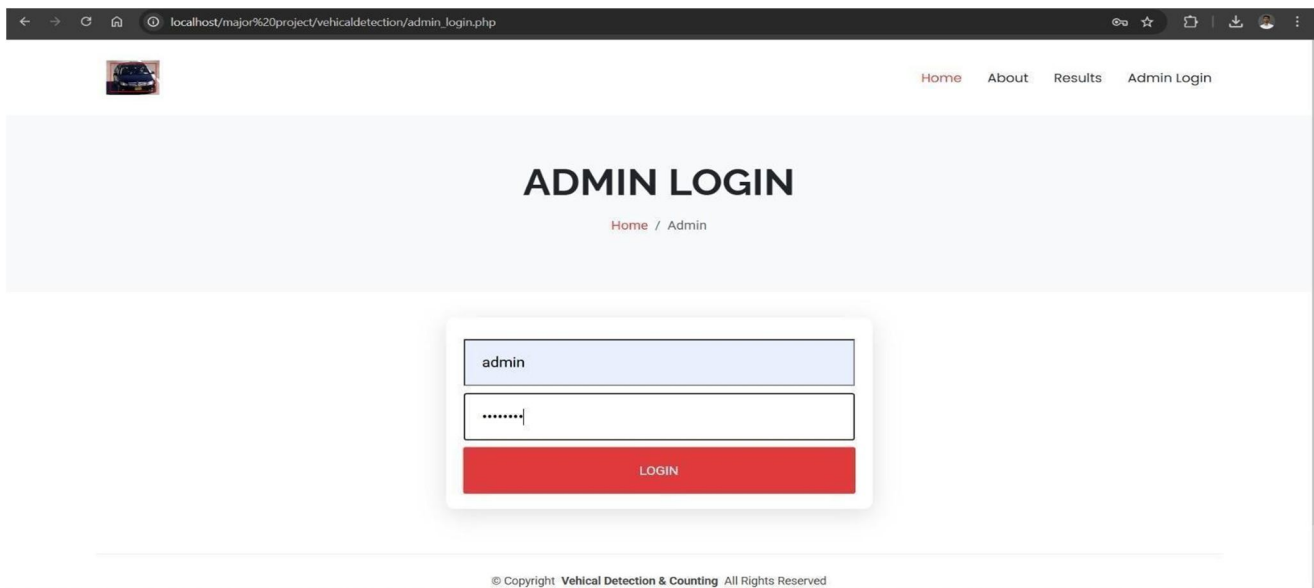 localhost/major%20project/vehicaldetection/admin_login.php
Home About Results Admin Login
ADMIN LOGIN
Home / Admin
admin
••••••••
LOGIN
© Copyright Vehical Detection & Counting All Rights Reserved